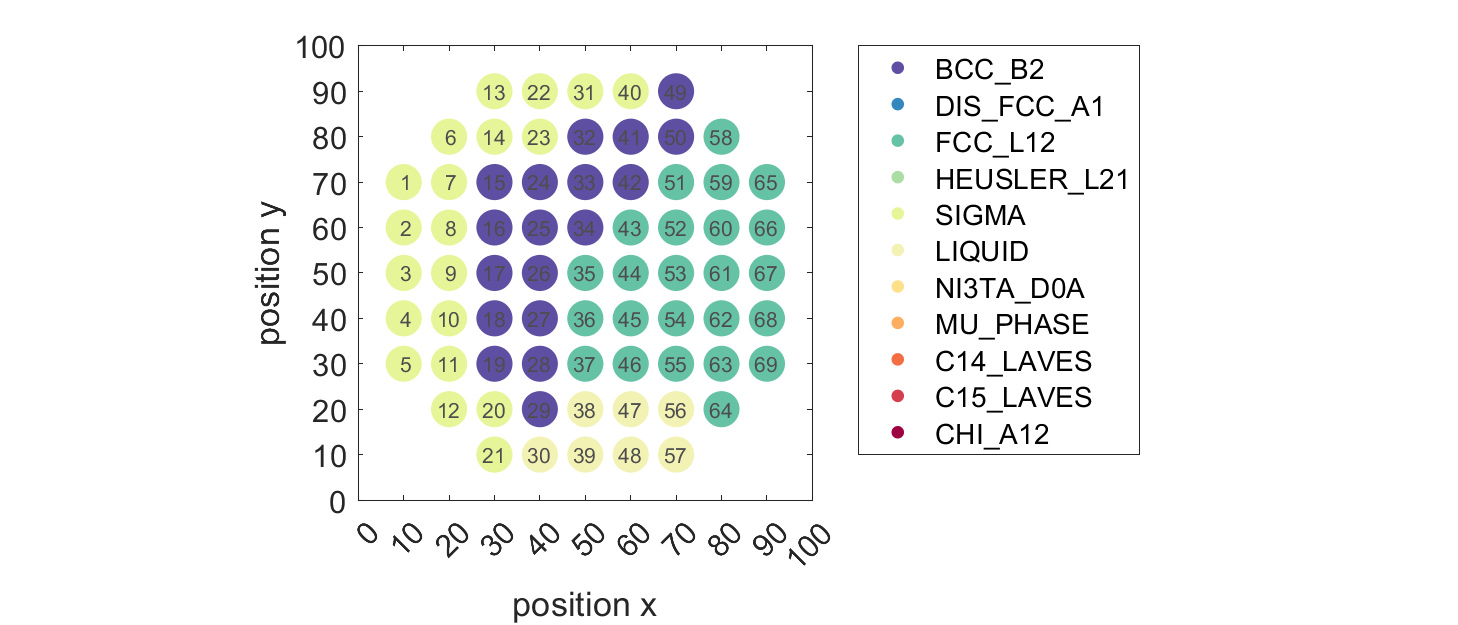 100
90
80
70
60
50
40
30
20
10
0
position y
13 22 31 40 49
6 14 23 32 41 50 58
1 7 15 24 33 42 51 59 65
2 8 16 25 34 43 52 60 66
3 9 17 26 35 44 53 61 67
4 10 18 27 36 45 54 62 68
5 11 19 28 37 46 55 63 69
12 20 29 38 47 56 64
21 30 39 48 57
0 10 20 30 40 50 60 70 80 90 100
position x
BCC_B2
DIS_FCC_A1
FCC_L12
HEUSLER_L21
SIGMA
LIQUID
NI3TA_D0A
MU_PHASE
C14_LAVES
C15_LAVES
CHI_A12